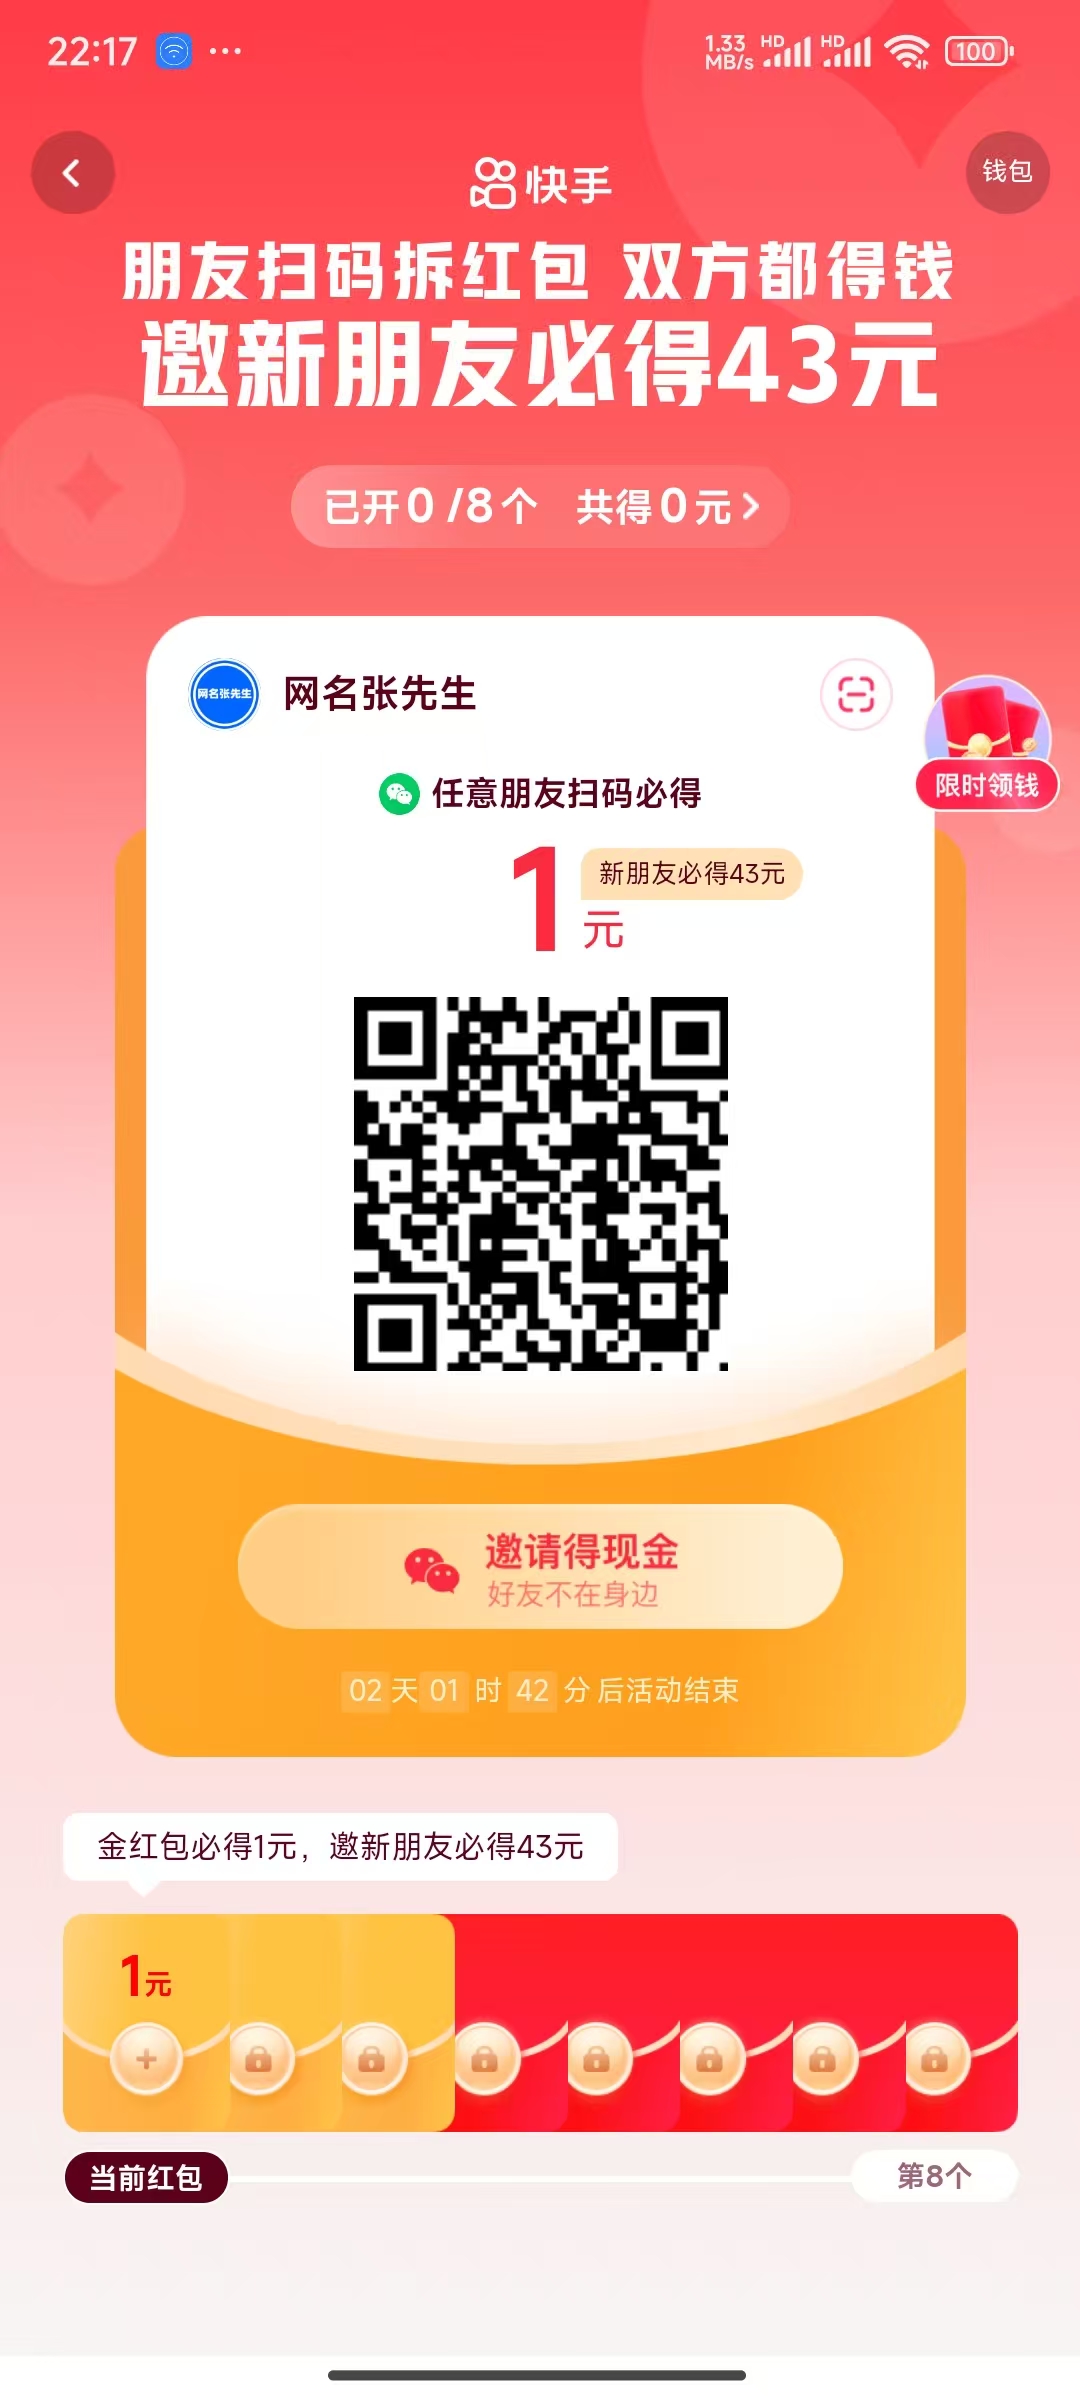 22:17 ... 1.33 MB/s HD HD 100
快手
钱包
朋友扫码拆红包 双方都得钱
邀新朋友必得43元
已开0/8个 共得0元
网名张先生 网名张先生
限时领钱
任意朋友扫码必得
1元
新朋友必得43元
邀请得现金
好友不在身边
02天01时42分后活动结束
金红包必得1元，邀新朋友必得43元
1元
当前红包
第8个